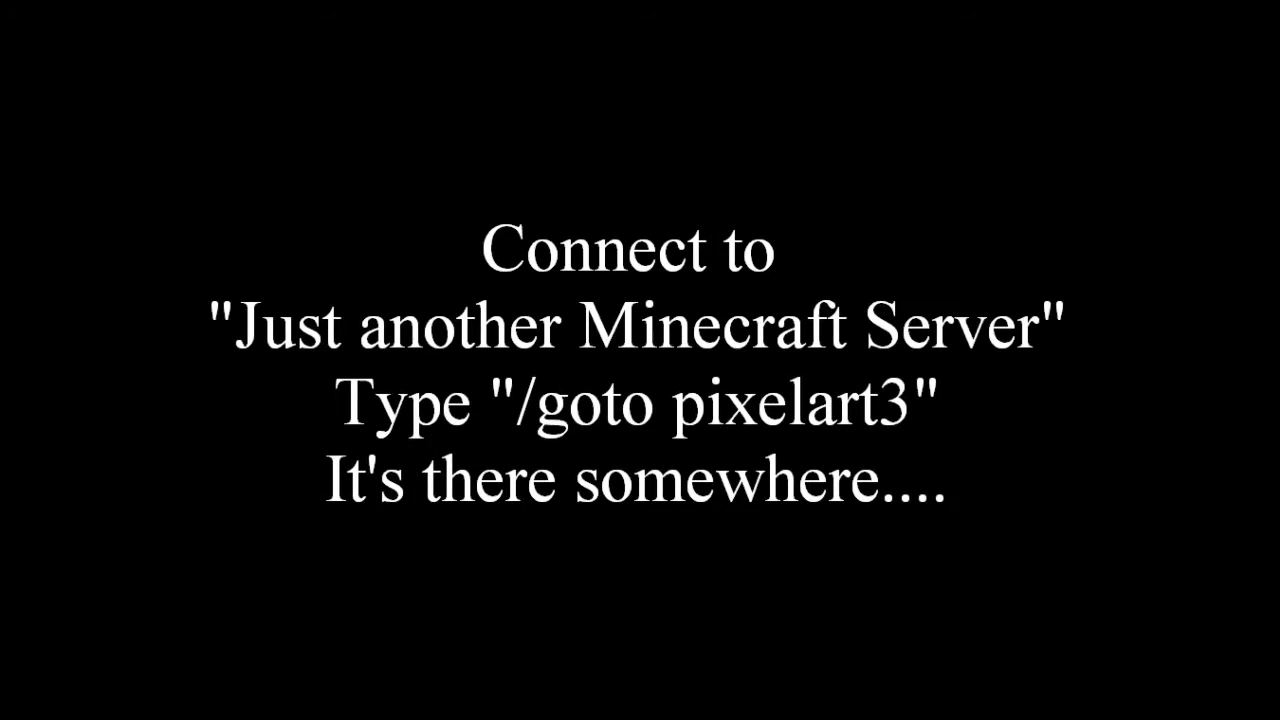 Connect to
"Just another Minecraft Server"
Type "/goto pixelart3"
It's there somewhere....